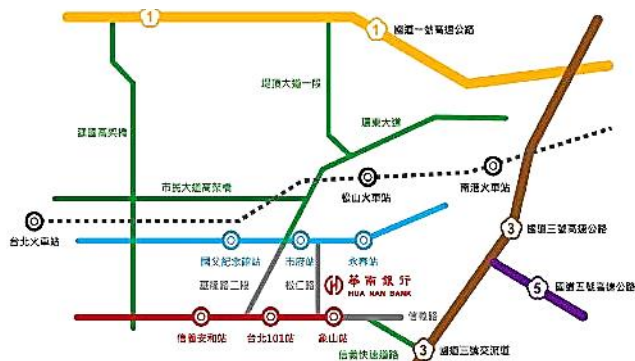 1
1
國道一號高速公路
堤頂大道一段
環東大道
建國高架橋
松山火車站
南港火車站
市民大道高架橋
台北火車站
3
國道三號高速公路
國父紀念館站
市府站
永春站
基隆路二段
松仁路
華南銀行
HUA NAN BANK
5
國道五號高速公路
信義安和站
台北101站
象山站
信義路
信義快速道路
3
國道三號交流道